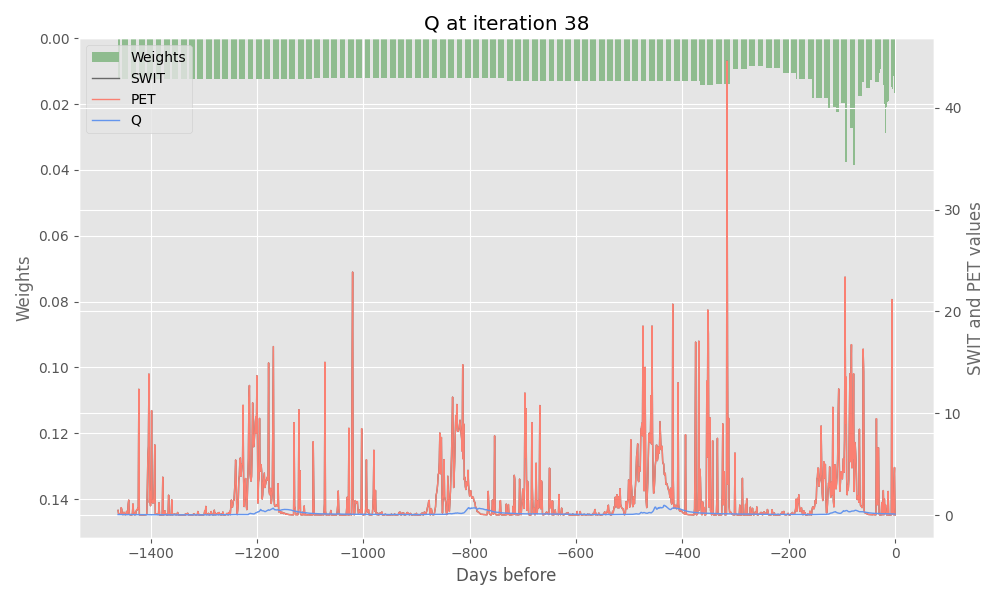 Q at iteration 38
0.00
0.02
0.04
0.06
0.08
0.10
0.12
0.14
Weights
Weights
SWIT
PET
Q
40
30
20
10
0
SWIT and PET values
−1400
−1200
−1000
−800
−600
−400
−200
0
Days before